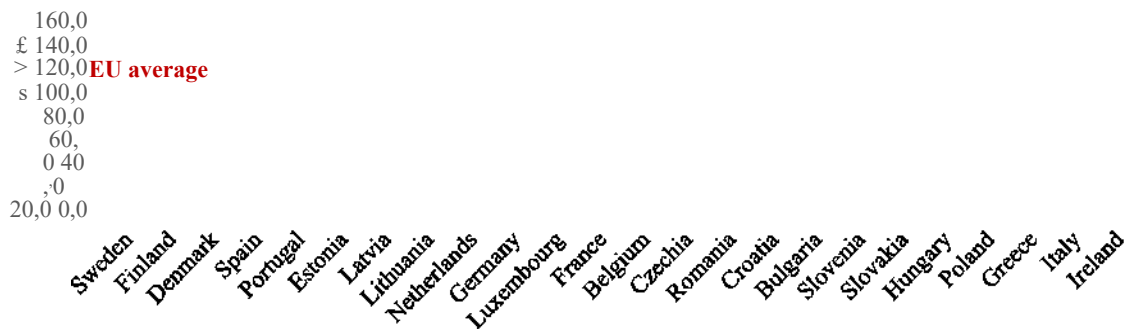 160,0
£ 140,0
> 120,0 EU average
s 100,0
80,0
60,
0 40
,·0
20,0 0,0
Sweden
Finland
Denmark
Spain
Portugal
Estonia
Latvia
Lithuania
Netherlands
Germany
Luxembourg
France
Belgium
Czechia
Romania
Croatia
Bulgaria
Slovenia
Slovakia
Hungary
Poland
Greece
Italy
Ireland